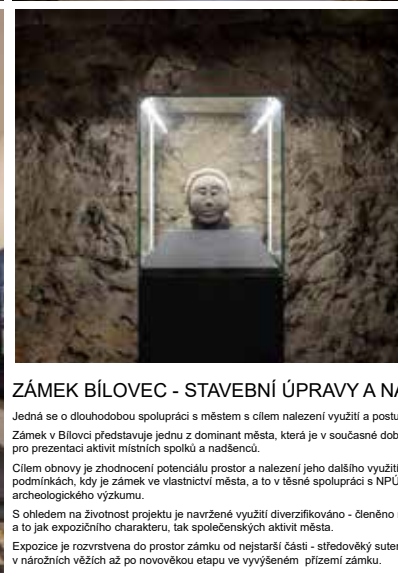 ZÁMEK BÍLOVEC - STAVEBNÍ ÚPRAVY A
Jedná se o dlouhodobou spolupráci s městem s cílem nalezení využití a
Zámek v Bílovci představuje jednu z dominant města, která je v současné
pro prezentaci aktivit místních spolků a nadšenců.
Cílem obnovy je zhodnocení potenciálu prostor a nalezení jeho dalšího využití
podmínkách, kdy je zámek ve vlastnictví města, a to v těsné spolupráci s NPÚ
archeologického výzkumu.
S ohledem na životnost projektu je navržené využití diverzifikováno - členěno
a to jak expozičního charakteru, tak společenských aktivit města.
Expozice je rozvrstvena do prostor zámku od nejstarší části - středověký
v nárožních věžích až po novověkou etapu ve vyvýšeném přízemí zámku.